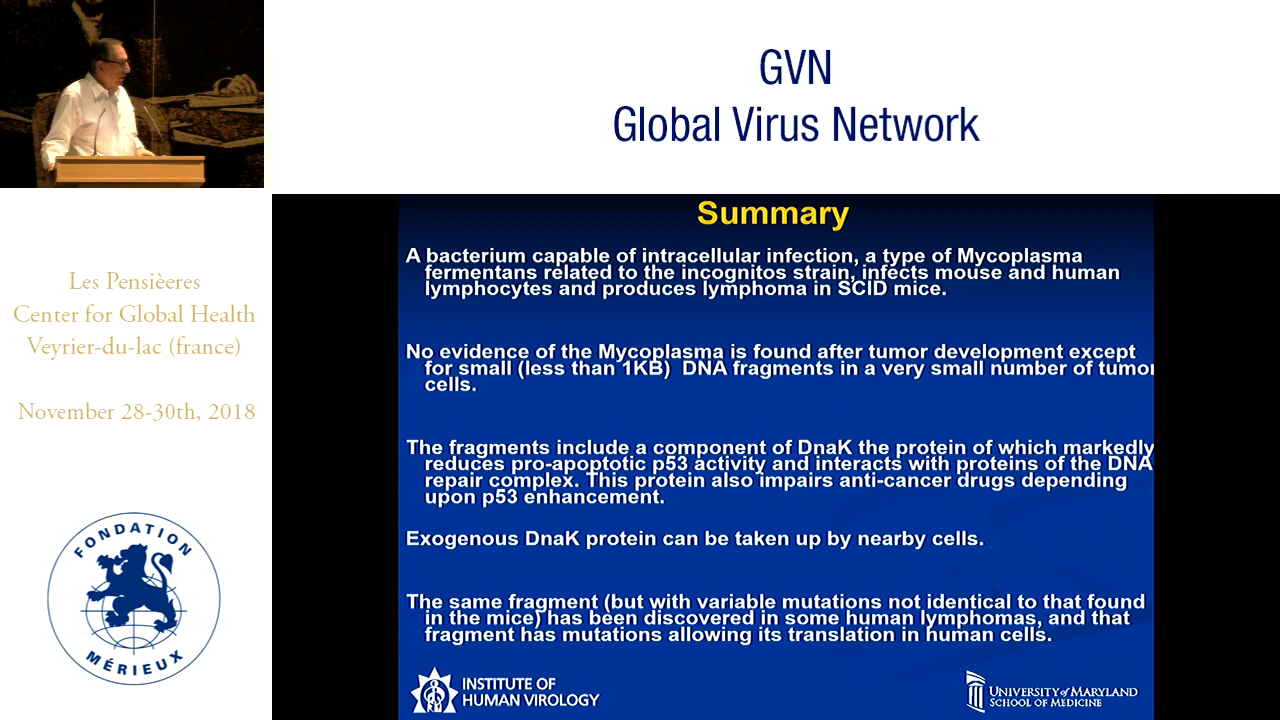 GVN
Global Virus Network
Les Pensièeres
Center for Global Health
Veyrier-du-lac (france)
November 28-30th, 2018
FONDATION
MÉRIEUX
Summary
A bacterium capable of intracellular infection, a type of Mycoplasma
fermentans related to the incognitos strain, infects mouse and human
lymphocytes and produces lymphoma in SCID mice.
No evidence of the Mycoplasma is found after tumor development except
for small (less than 1KB) DNA fragments in a very small number of tumor
cells.
The fragments include a component of DnaK the protein of which markedly
reduces pro-apoptotic p53 activity and interacts with proteins of the DNA
repair complex. This protein also impairs anti-cancer drugs depending
upon p53 enhancement.
Exogenous DnaK protein can be taken up by nearby cells.
The same fragment (but with variable mutations not identical to that found
in the mice) has been discovered in some human lymphomas, and that
fragment has mutations allowing its translation in human cells.
INSTITUTE OF
HUMAN VIROLOGY
UNIVERSITY of MARYLAND
SCHOOL OF MEDICINE